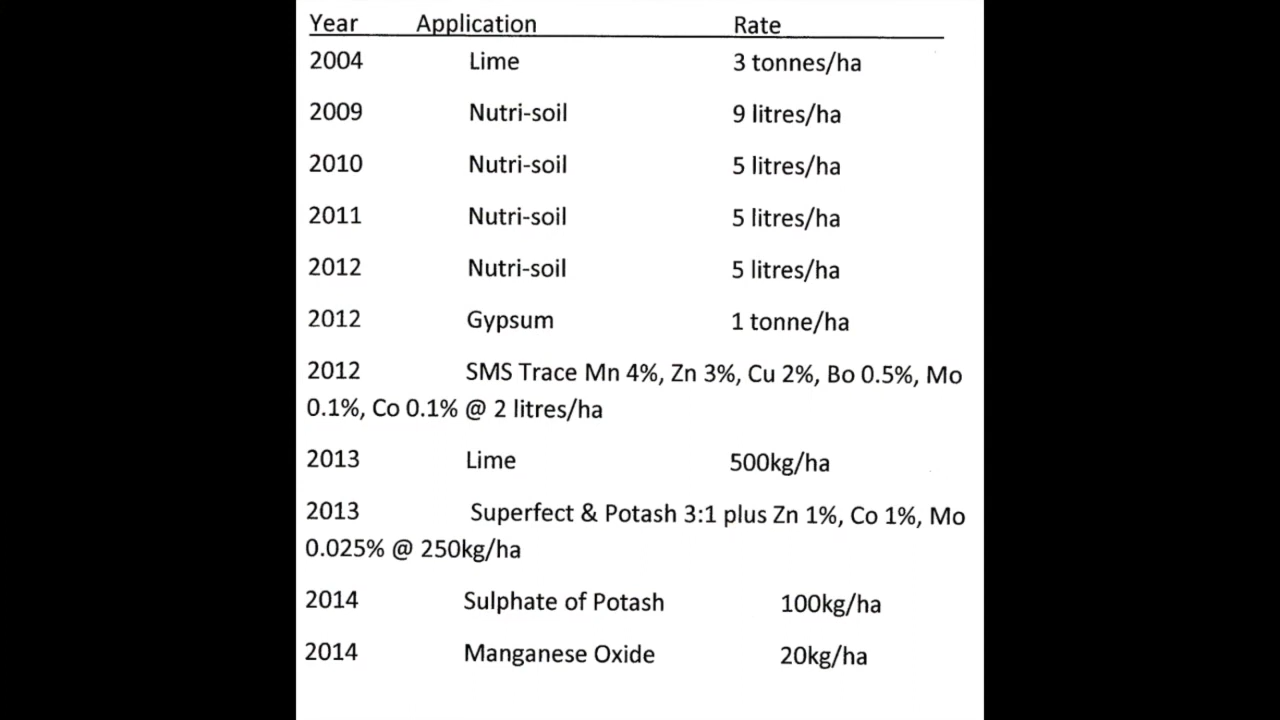 Year Application Rate
2004 Lime 3 tonnes/ha
2009 Nutri-soil 9 litres/ha
2010 Nutri-soil 5 litres/ha
2011 Nutri-soil 5 litres/ha
2012 Nutri-soil 5 litres/ha
2012 Gypsum 1 tonne/ha
2012 SMS Trace Mn 4%, Zn 3%, Cu 2%, Bo 0.5%, Mo
0.1%, Co 0.1% @ 2 litres/ha
2013 Lime 500kg/ha
2013 Superfect & Potash 3:1 plus Zn 1%, Co 1%, Mo
0.025% @ 250kg/ha
2014 Sulphate of Potash 100kg/ha
2014 Manganese Oxide 20kg/ha